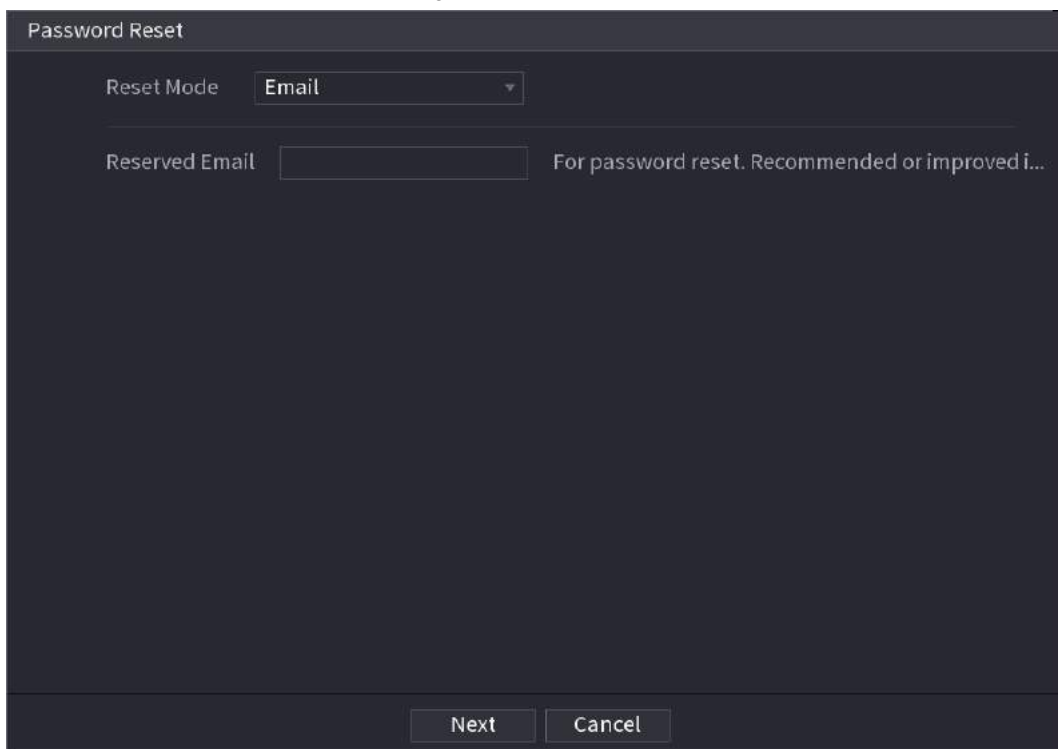 Password Reset
Reset Mode Email
Reserved Email For password reset. Recommended or improved i...
Next Cancel